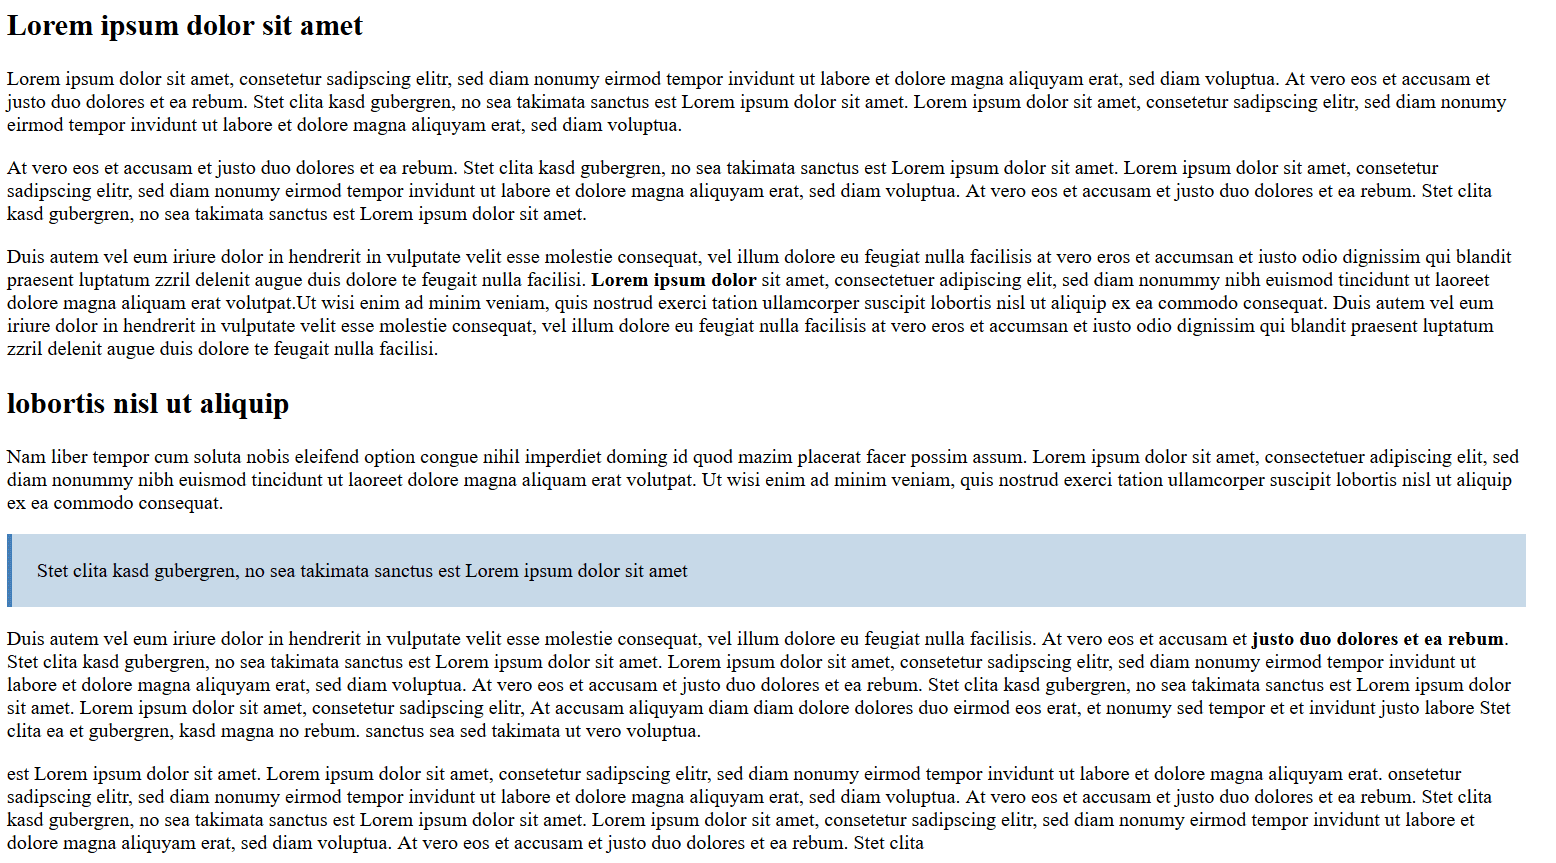 Lorem ipsum dolor sit amet
Lorem ipsum dolor sit amet, consetetur sadipscing elitr, sed diam nonumy eirmod tempor invidunt ut labore et dolore magna aliquyam erat, sed diam voluptua. At vero eos et accusam et
justo duo dolores et ea rebum. Stet clita kasd gubergren, no sea takimata sanctus est Lorem ipsum dolor sit amet. Lorem ipsum dolor sit amet, consetetur sadipscing elitr, sed diam nonumy
eirmod tempor invidunt ut labore et dolore magna aliquyam erat, sed diam voluptua.
At vero eos et accusam et justo duo dolores et ea rebum. Stet clita kasd gubergren, no sea takimata sanctus est Lorem ipsum dolor sit amet. Lorem ipsum dolor sit amet, consetetur
sadipscing elitr, sed diam nonumy eirmod tempor invidunt ut labore et dolore magna aliquyam erat, sed diam voluptua. At vero eos et accusam et justo duo dolores et ea rebum. Stet clita
kasd gubergren, no sea takimata sanctus est Lorem ipsum dolor sit amet.
Duis autem vel eum iriure dolor in hendrerit in vulputate velit esse molestie consequat, vel illum dolore eu feugiat nulla facilisis at vero eros et accumsan et iusto odio dignissim qui blandit
praesent luptatum zzril delenit augue duis dolore te feugait nulla facilisi. Lorem ipsum dolor sit amet, consectetuer adipiscing elit, sed diam nonummy nibh euismod tincidunt ut laoreet
dolore magna aliquam erat volutpat.Ut wisi enim ad minim veniam, quis nostrud exerci tation ullamcorper suscipit lobortis nisl ut aliquip ex ea commodo consequat. Duis autem vel eum
iriure dolor in hendrerit in vulputate velit esse molestie consequat, vel illum dolore eu feugiat nulla facilisis at vero eros et accumsan et iusto odio dignissim qui blandit praesent luptatum
zzril delenit augue duis dolore te feugait nulla facilisi.
lobortis nisl ut aliquip
Nam liber tempor cum soluta nobis eleifend option congue nihil imperdiet doming id quod mazim placerat facer possim assum. Lorem ipsum dolor sit amet, consectetuer adipiscing elit, sed
diam nonummy nibh euismod tincidunt ut laoreet dolore magna aliquam erat volutpat. Ut wisi enim ad minim veniam, quis nostrud exerci tation ullamcorper suscipit lobortis nisl ut aliquip
ex ea commodo consequat.
Stet clita kasd gubergren, no sea takimata sanctus est Lorem ipsum dolor sit amet
Duis autem vel eum iriure dolor in hendrerit in vulputate velit esse molestie consequat, vel illum dolore eu feugiat nulla facilisis. At vero eos et accusam et justo duo dolores et ea rebum.
Stet clita kasd gubergren, no sea takimata sanctus est Lorem ipsum dolor sit amet. Lorem ipsum dolor sit amet, consetetur sadipscing elitr, sed diam nonumy eirmod tempor invidunt ut
labore et dolore magna aliquyam erat, sed diam voluptua. At vero eos et accusam et justo duo dolores et ea rebum. Stet clita kasd gubergren, no sea takimata sanctus est Lorem ipsum dolor
sit amet. Lorem ipsum dolor sit amet, consetetur sadipscing elitr, At accusam aliquyam diam diam dolore dolores duo eirmod eos erat, et nonumy sed tempor et et invidunt justo labore Stet
clita ea et gubergren, kasd magna no rebum. sanctus sea sed takimata ut vero voluptua.
est Lorem ipsum dolor sit amet. Lorem ipsum dolor sit amet, consetetur sadipscing elitr, sed diam nonumy eirmod tempor invidunt ut labore et dolore magna aliquyam erat. onsetetur
sadipscing elitr, sed diam nonumy eirmod tempor invidunt ut labore et dolore magna aliquyam erat, sed diam voluptua. At vero eos et accusam et justo duo dolores et ea rebum. Stet clita
kasd gubergren, no sea takimata sanctus est Lorem ipsum dolor sit amet. Lorem ipsum dolor sit amet, consetetur sadipscing elitr, sed diam nonumy eirmod tempor invidunt ut labore et
dolore magna aliquyam erat, sed diam voluptua. At vero eos et accusam et justo duo dolores et ea rebum. Stet clita